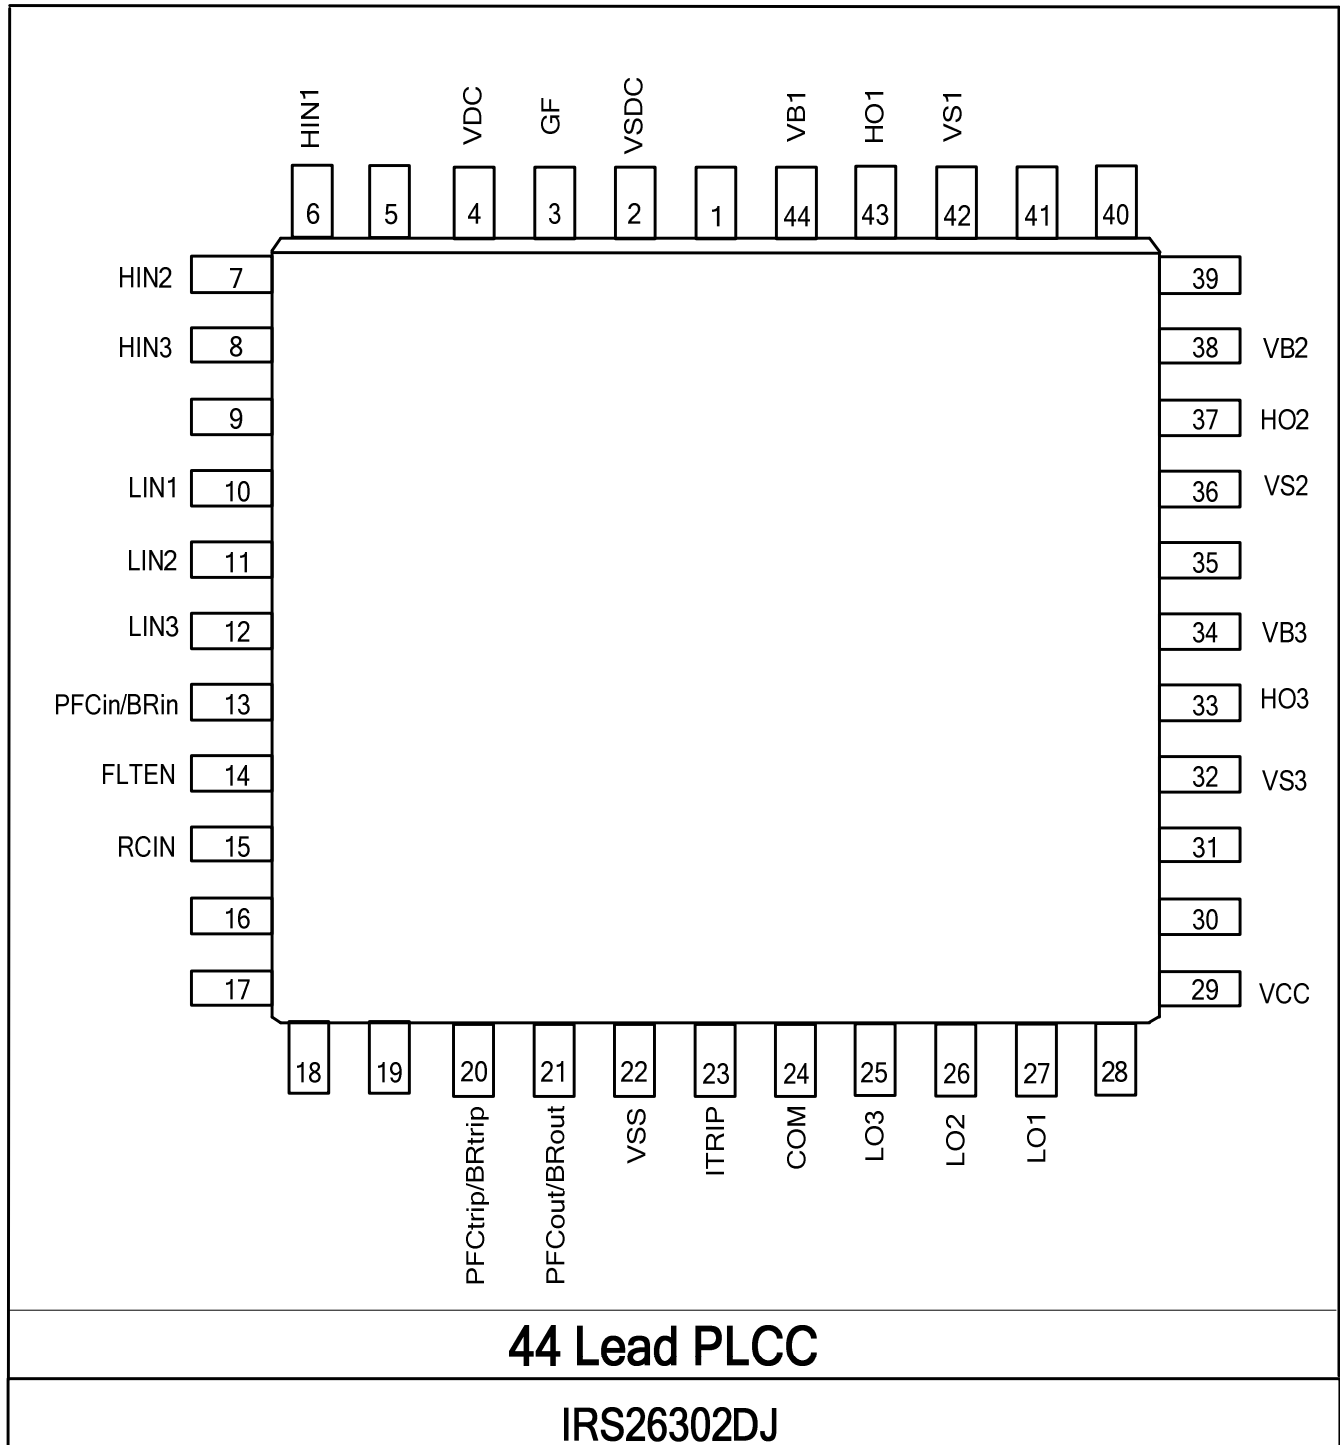 HIN1 VDC GF VSDC VB1 HO1 VS1
6 5 4 3 2 1 44 43 42 41 40
HIN2 7
HIN3 8
9
LIN1 10
LIN2 11
LIN3 12
PFCin/BRin 13
FLTEN 14
RCIN 15
16
17
39
38 VB2
37 HO2
36 VS2
35
34 VB3
33 HO3
32 VS3
31
30
29 VCC
18 19 20 21 22 23 24 25 26 27 28
PFCtrip/BRtrip PFCout/BRout VSS ITRIP COM LO3 LO2 LO1
44 Lead PLCC
IRS26302DJ